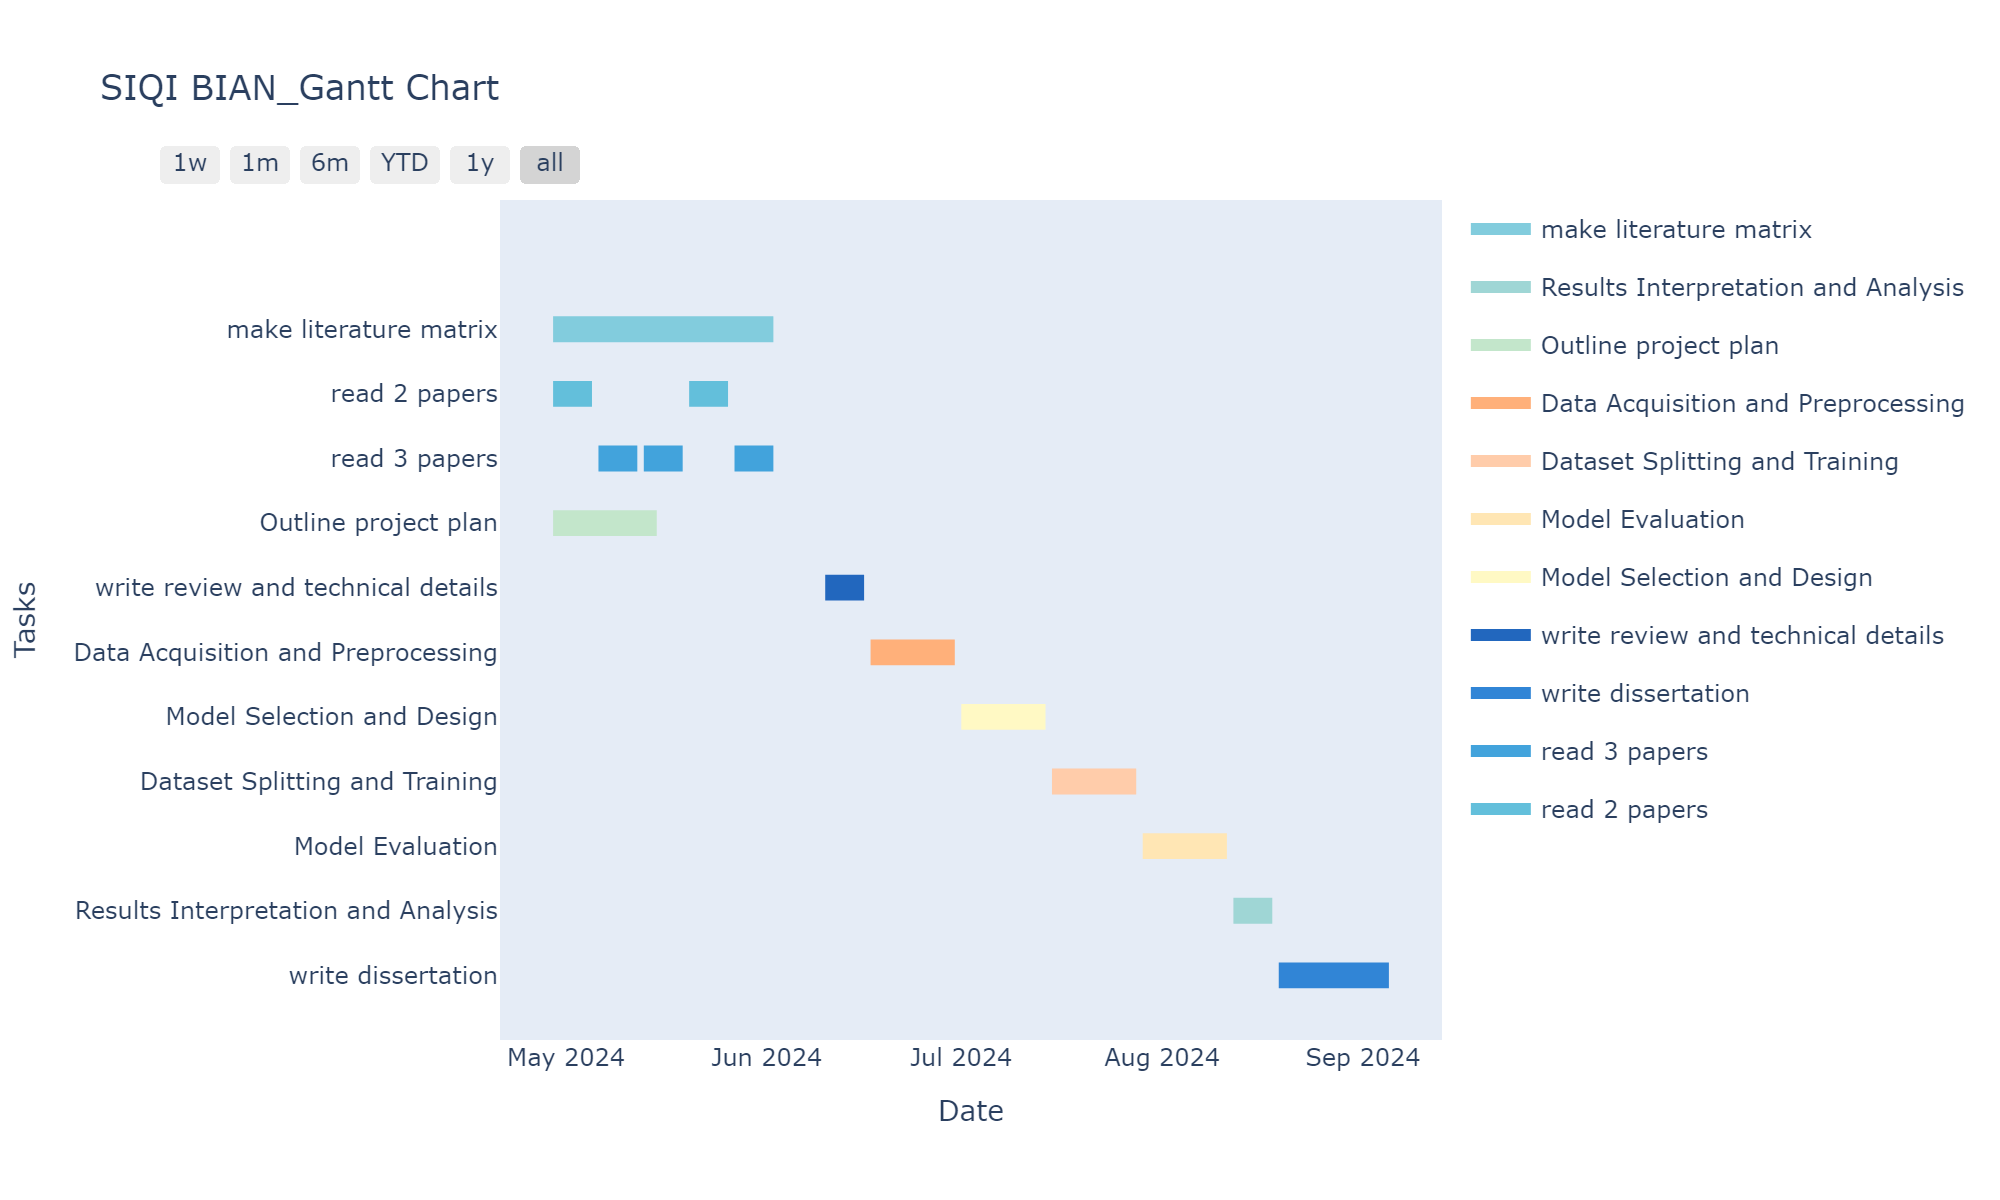 SIQI BIAN_Gantt Chart
1w 1m 6m YTD 1y all
make literature matrix
read 2 papers
read 3 papers
Outline project plan
write review and technical details
Data Acquisition and Preprocessing
Model Selection and Design
Dataset Splitting and Training
Model Evaluation
Results Interpretation and Analysis
write dissertation
Tasks
May 2024 Jun 2024 Jul 2024 Aug 2024 Sep 2024
Date
make literature matrix
Results Interpretation and Analysis
Outline project plan
Data Acquisition and Preprocessing
Dataset Splitting and Training
Model Evaluation
Model Selection and Design
write review and technical details
write dissertation
read 3 papers
read 2 papers